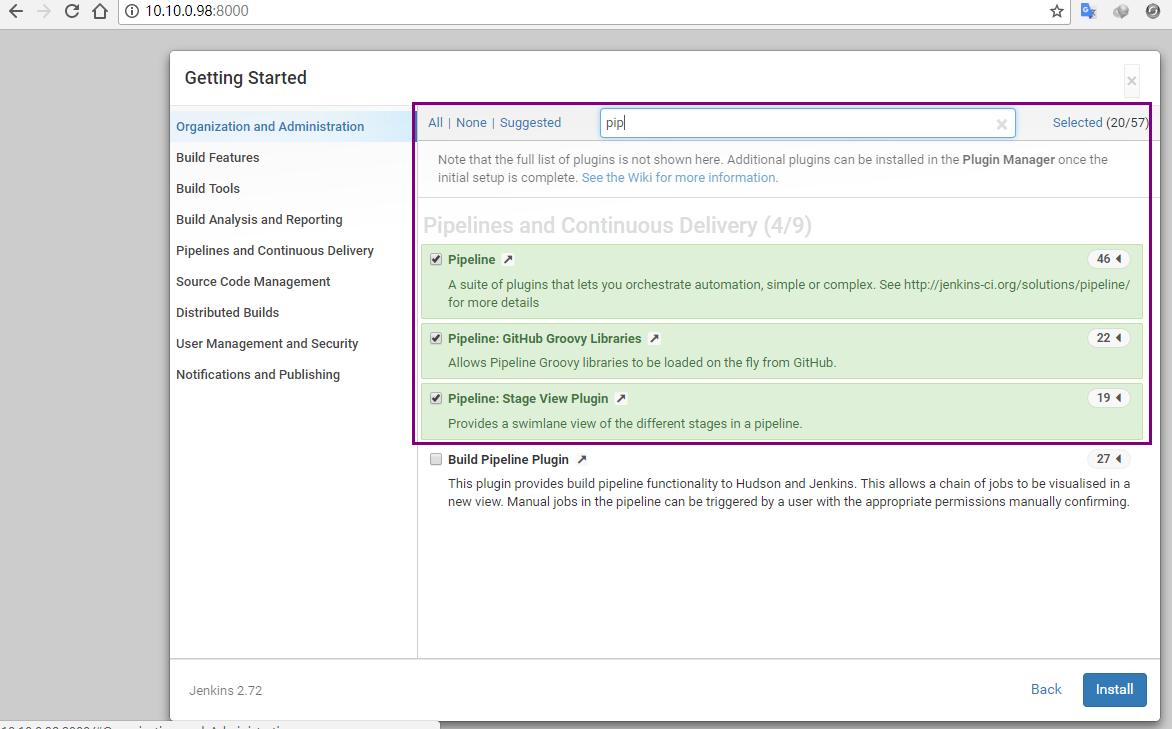 10.10.0.98:8000
Getting Started
×
Organization and Administration
Build Features
Build Tools
Build Analysis and Reporting
Pipelines and Continuous Delivery
Source Code Management
Distributed Builds
User Management and Security
Notifications and Publishing
All | None | Suggested
pip
×
Selected (20/57)
Note that the full list of plugins is not shown here. Additional plugins can be installed in the Plugin Manager once the
initial setup is complete. See the Wiki for more information.
Pipelines and Continuous Delivery (4/9)
Pipeline
46
A suite of plugins that lets you orchestrate automation, simple or complex. See http://jenkins-ci.org/solutions/pipeline/
for more details
Pipeline: GitHub Groovy Libraries
22
Allows Pipeline Groovy libraries to be loaded on the fly from GitHub.
Pipeline: Stage View Plugin
19
Provides a swimlane view of the different stages in a pipeline.
Build Pipeline Plugin
27
This plugin provides build pipeline functionality to Hudson and Jenkins. This allows a chain of jobs to be visualised in a
new view. Manual jobs in the pipeline can be triggered by a user with the appropriate permissions manually confirming.
Jenkins 2.72
Back
Install